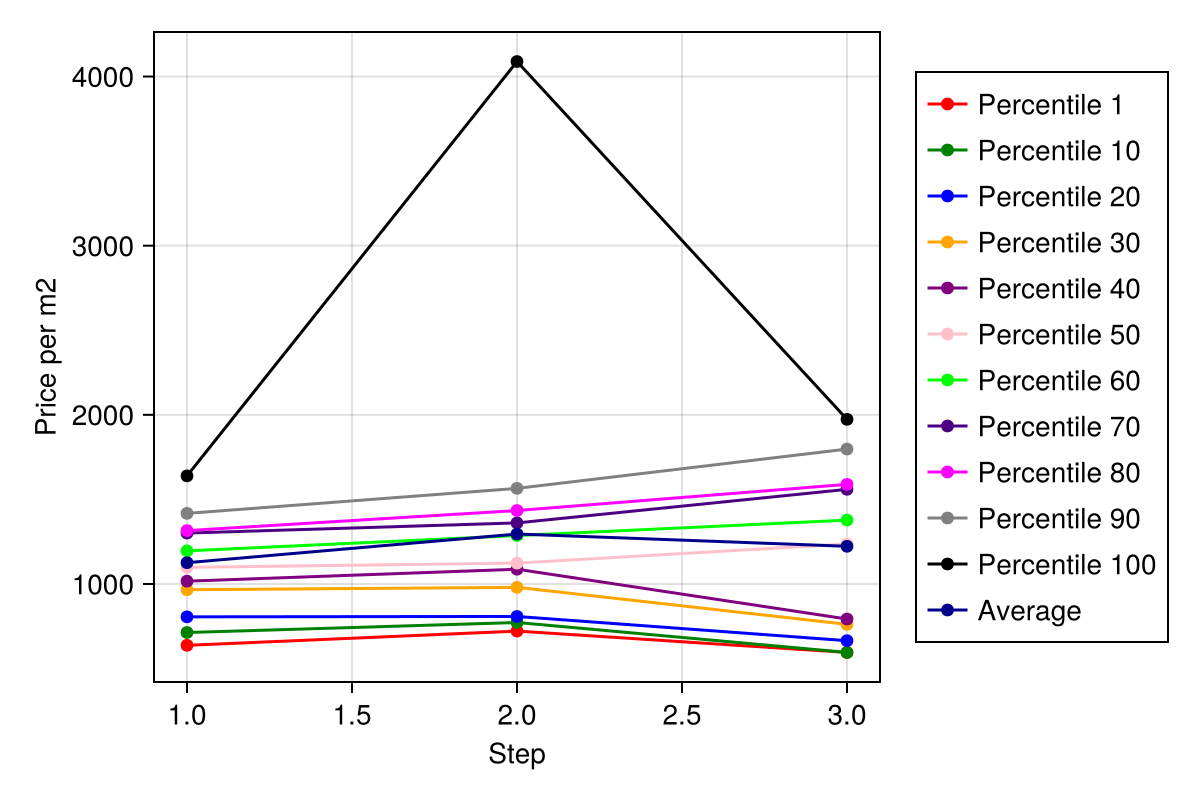 4000
3000
2000
1000
Price per m2
1.0
1.5
2.0
2.5
3.0
Step
Percentile 1
Percentile 10
Percentile 20
Percentile 30
Percentile 40
Percentile 50
Percentile 60
Percentile 70
Percentile 80
Percentile 90
Percentile 100
Average